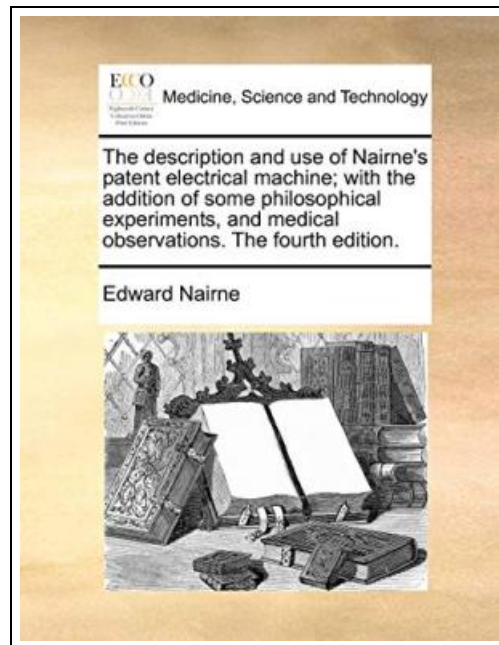 ECCO
Medicine, Science and Technology
The description and use of Nairne's
patent electrical machine; with the
addition of some philosophical
experiments, and medical
observations. The fourth edition.
Edward Nairne